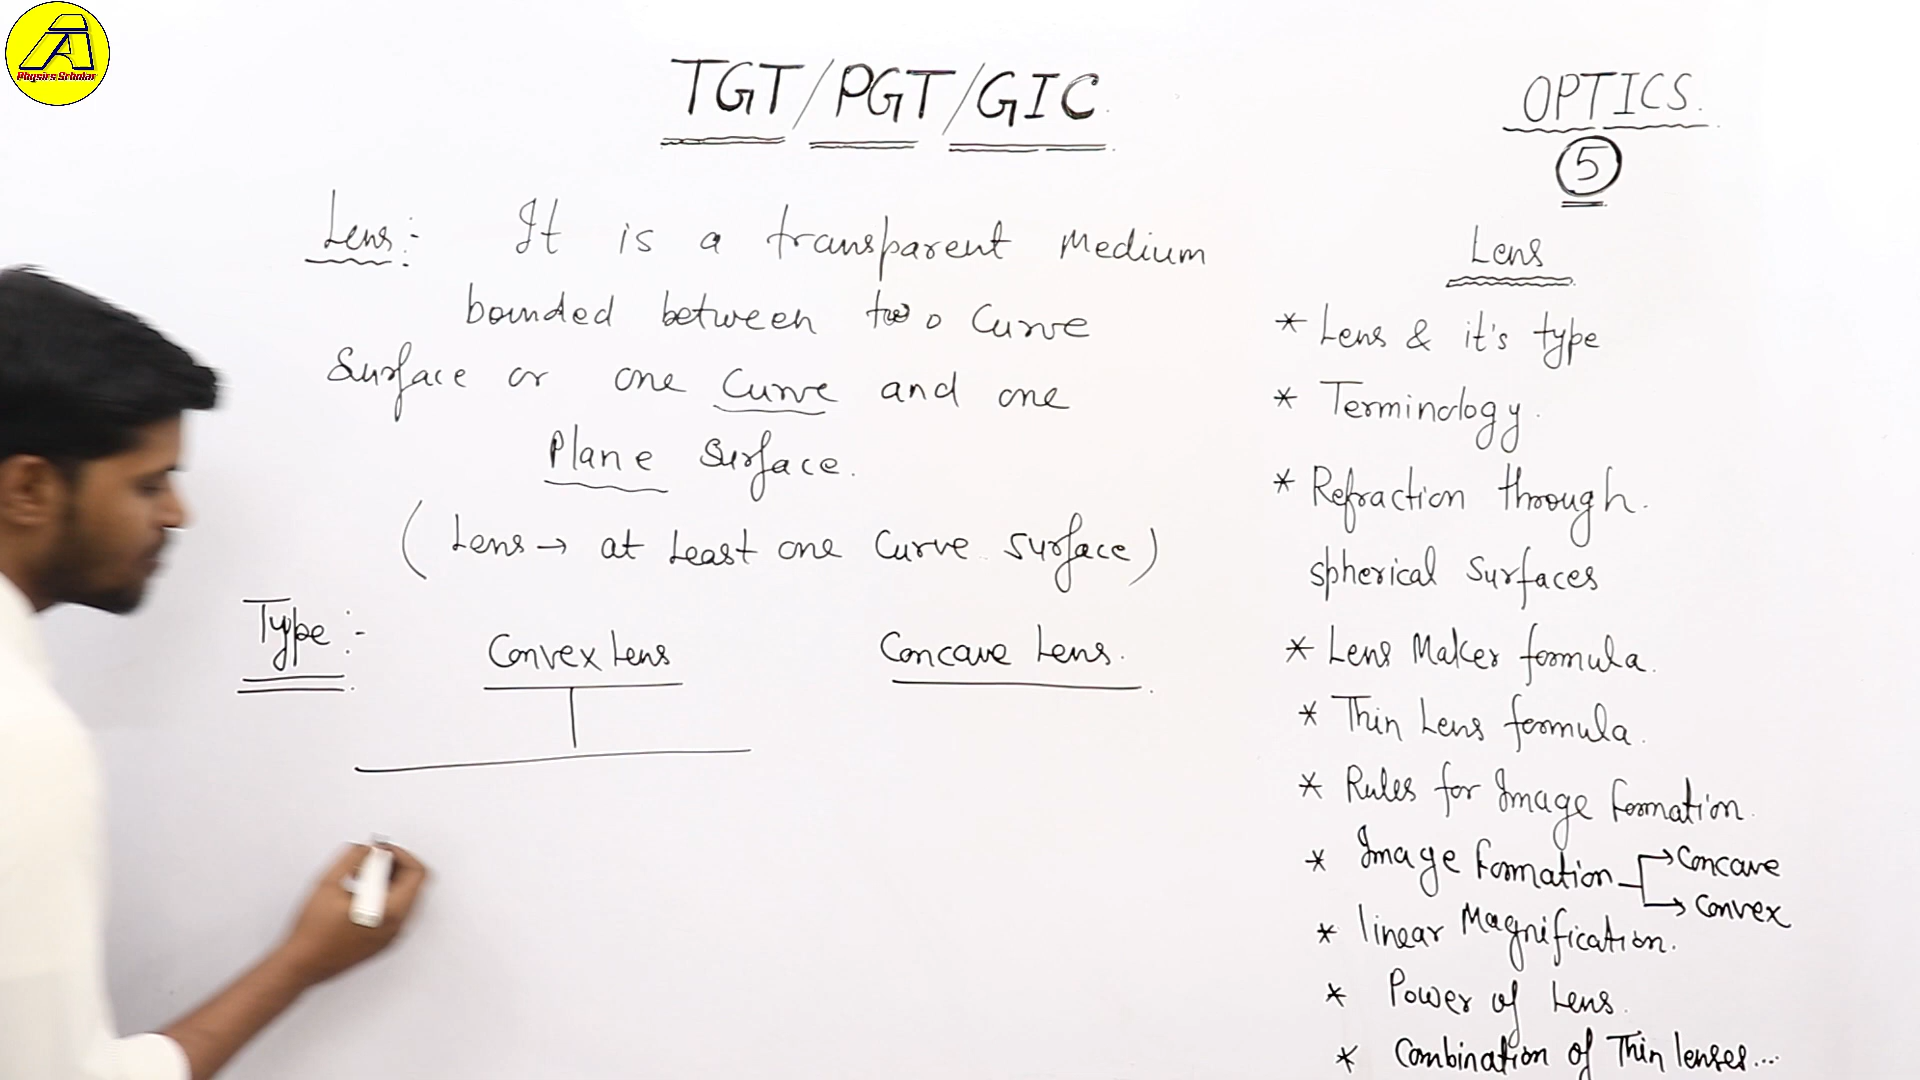 A
Physics Scholar
TGT/PGT/GIC.
Lens:- It is a transparent Medium
bounded between two Curve
Surface or one Curve and one
Plane Surface.
(Lens → at Least one Curve Surface)
Type:-
Convex Lens
Concave Lens.
OPTICS.
5
Lens
* Lens & it's type
* Terminology.
* Refraction through.
spherical Surfaces
* Lens Maker formula.
* Thin Lens formula.
* Rules for Image formation.
* Image formation → Concave
→ Convex
* linear Magnification.
* Power of Lens.
* Combination of Thin lenses...